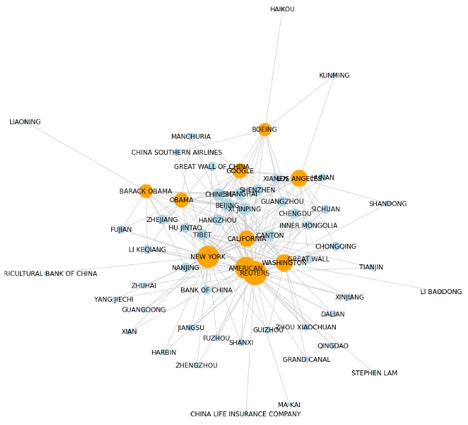 HAIKOU
KUNMING
LIAONING
BOEING
MANCHURIA
CHINA SOUTHERN AIRLINES
GREAT WALL OF CHINA
GOOGLE
XIAMEN
LOS ANGELES
HUNAN
BARACK OBAMA
OBAMA
CHINESE
SHANGHAI
SHENZHEN
GUANGZHOU
SHANDONG
BEIJING
XI JINPING
CHENGDU
SICHUAN
ZHEJIANG
HANGZHOU
FUJIAN
HU JINTAO
TIBET
INNER MONGOLIA
CALIFORNIA
CANTON
CHONGQING
LI KEQIANG
NEW YORK
WASHINGTON
GREAT WALL
NANJING
AMERICAN
REUTERS
TIANJIN
RICULTURAL BANK OF CHINA
ZHUHAI
BANK OF CHINA
LI BAODONG
XINJIANG
YANG JIECHI
GUANGDONG
DALIAN
XIAN
JIANGSU
GUIZHOU
ZHOU XIAOCHUAN
FUZHOU
SHANXI
QINGDAO
HARBIN
GRAND CANAL
ZHENGZHOU
STEPHEN LAM
MA KAI
CHINA LIFE INSURANCE COMPANY